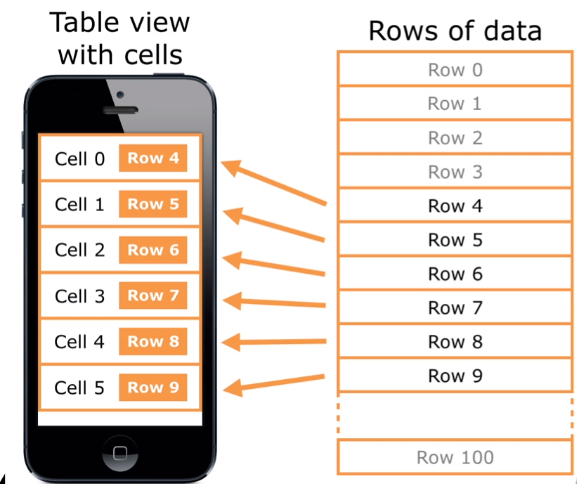 Table view
with cells
Cell 0 Row 4
Cell 1 Row 5
Cell 2 Row 6
Cell 3 Row 7
Cell 4 Row 8
Cell 5 Row 9
Rows of data
Row 0
Row 1
Row 2
Row 3
Row 4
Row 5
Row 6
Row 7
Row 8
Row 9
Row 100